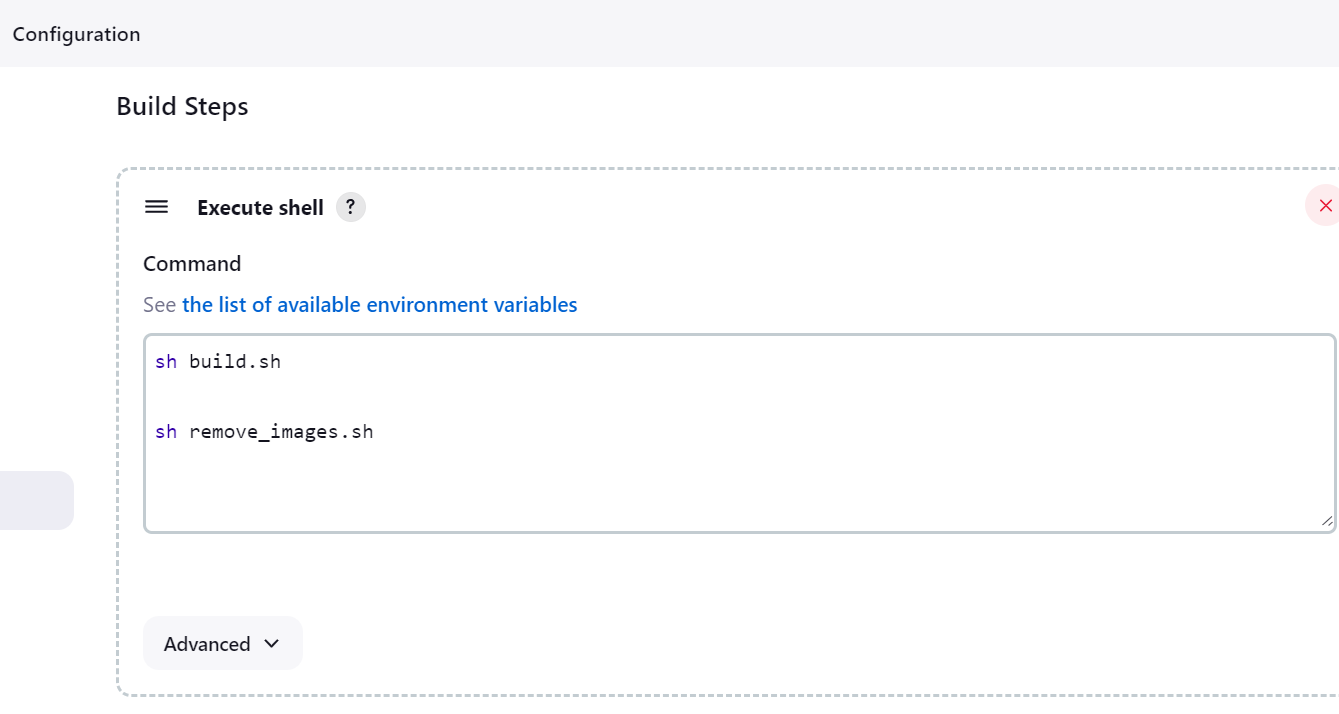 Configuration
Build Steps
Execute shell ?
Command
See the list of available environment variables
sh build.sh
sh remove_images.sh
Advanced